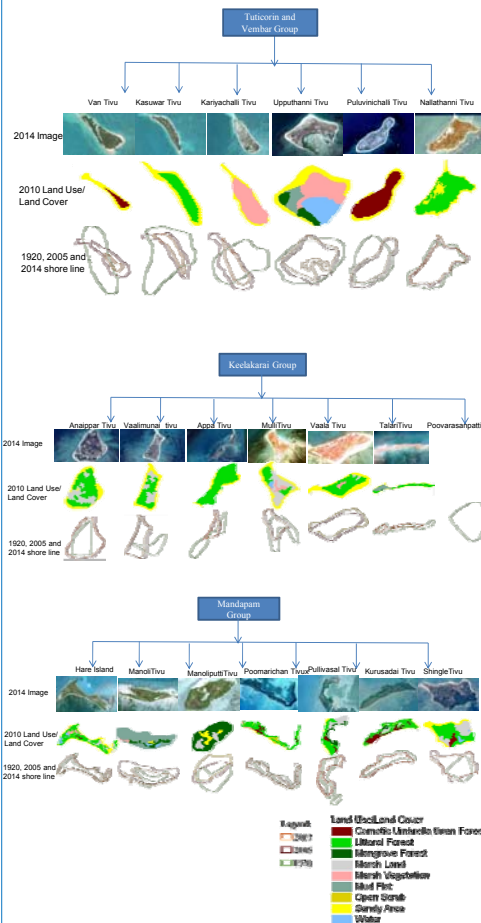 Tuticorin and
Vembar Group
Van Tivu Kasuwar Tivu Kariyachalli Tivu Upputhanni Tivu Puluvinichalli Tivu Nallathanni Tivu
2014 Image
2010 Land Use/
Land Cover
1920, 2005 and
2014 shore line
Keelakarai Group
Anaippar Tivu Vaalimunai tivu Appa Tivu MulliTivu Vaala Tivu TalariTivu Poovarasanpatti
2014 Image
2010 Land Use/
Land Cover
1920, 2005 and
2014 shore line
Mandapam
Group
Hare Island ManoliTivu ManoliputtiTivu Poomarichan Tivux Pullivasal Tivu Kurusadai Tivu ShingleTivu
2014 Image
2010 Land Use/
Land Cover
1920, 2005 and
2014 shore line
Legend
Land Use/Land Cover
Umbrella Forest
Littoral Forest
Mangrove Forest
Marsh Land
Marsh Vegetation
Mud Flat
Open Scrub
Sandy Area
Water